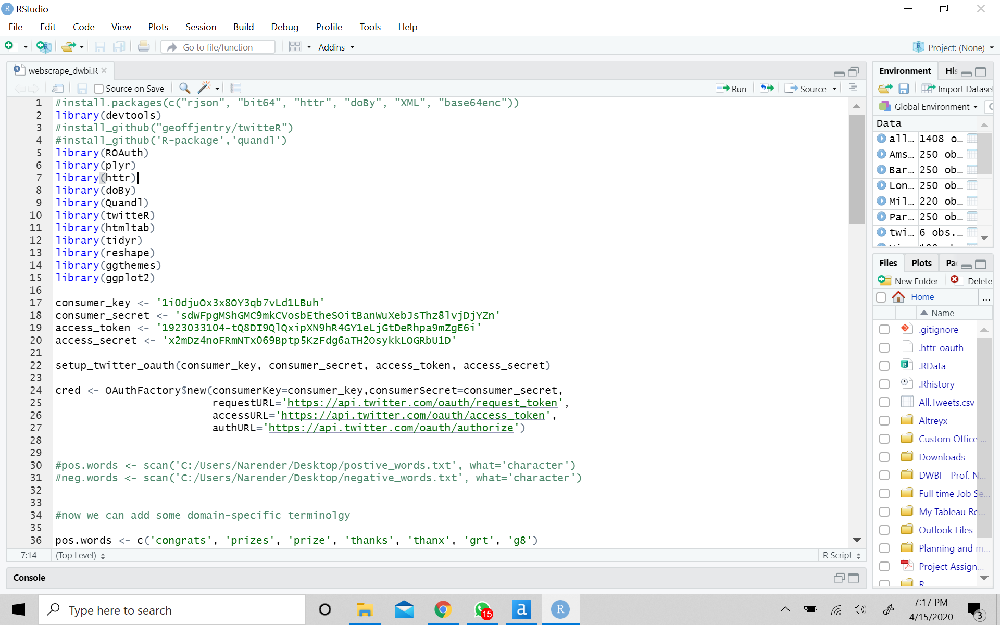 RStudio
File Edit Code View Plots Session Build Debug Profile Tools Help
Go to file/function Addins Project: (None)
webscrape_dwbi.R
Source on Save Run Source
1 #install.packages(c("rjson", "bit64", "httr", "doBy", "XML", "base64enc"))
2 library(devtools)
3 #install_github("geoffjentry/twitteR")
4 #install_github('R-package','quandl')
5 library(ROAuth)
6 library(plyr)
7 library(httr)
8 library(doBy)
9 library(Quandl)
10 library(twitteR)
11 library(htmltab)
12 library(tidyr)
13 library(reshape)
14 library(ggthemes)
15 library(ggplot2)
16
17 consumer_key <- '1i0djuOx3x8OY3qb7vLd1LBuh'
18 consumer_secret <- 'sdWFpgMShGMC9mkCVosbEtheSOitBanWuXebJsThz8lvjDjYZn'
19 access_token <- '1923033104-tQ8DI9QlQxipXN9hR4GY1eLjGtDeRhpa9mZgE6i'
20 access_secret <- 'x2mDz4noFRmNTx069Bptp5KzFdg6aTH2OsykkLOGRbU1D'
21
22 setup_twitter_oauth(consumer_key, consumer_secret, access_token, access_secret)
23
24 cred <- OAuthFactory$new(consumerKey=consumer_key,consumerSecret=consumer_secret,
25 requestURL='https://api.twitter.com/oauth/request_token',
26 accessURL='https://api.twitter.com/oauth/access_token',
27 authURL='https://api.twitter.com/oauth/authorize')
28
29
30 #pos.words <- scan('C:/Users/Narender/Desktop/postive_words.txt', what='character')
31 #neg.words <- scan('C:/Users/Narender/Desktop/negative_words.txt', what='character')
32
33
34 #now we can add some domain-specific terminolgy
35
36 pos.words <- c('congrats', 'prizes', 'prize', 'thanks', 'thanx', 'grt', 'g8')
7:14 (Top Level) R Script
Console
Environment His
Import Dataset
Global Environment
Data
all... 1408 o...
Ams... 250 ob...
Bar... 250 ob...
Lon... 250 ob...
Mil... 220 ob...
Par... 250 ob...
twi... 6 obs....
Files Plots Pa
New Folder Delete
Home ...
Name
.gitignore
.httr-oauth
.RData
.Rhistory
All.Tweets.csv
Altreyx
Custom Office ...
Downloads
DWBI - Prof. N...
Full time Job Se...
My Tableau Re...
Outlook Files
Planning and m...
Project Assign...
R
Type here to search
15
7:17 PM
4/15/2020
3